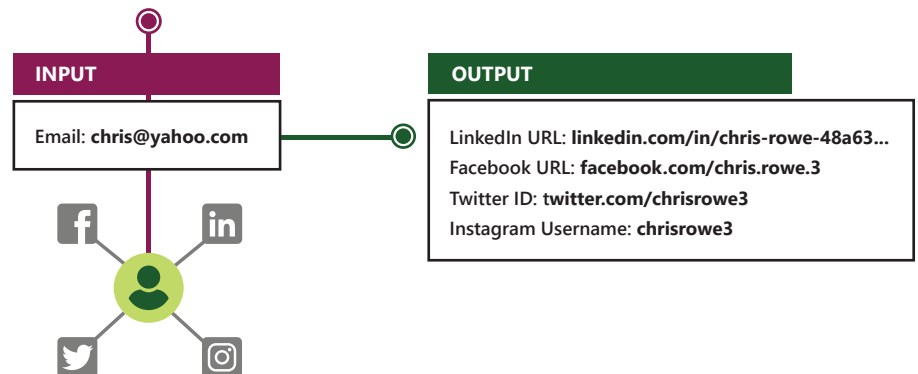 INPUT
Email: chris@yahoo.com
OUTPUT
LinkedIn URL: linkedin.com/in/chris-rowe-48a63...
Facebook URL: facebook.com/chris.rowe.3
Twitter ID: twitter.com/chrisrowe3
Instagram Username: chrisrowe3
f
in